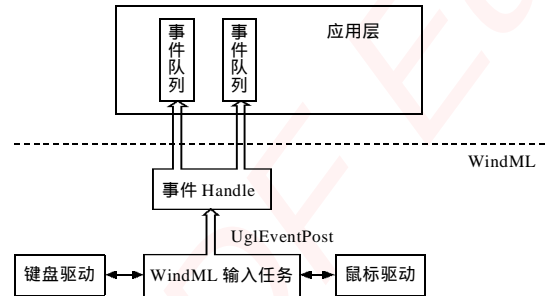 应用层
事件队列
事件队列
WindML
事件 Handle
UglEventPost
键盘驱动
WindML 输入任务
鼠标驱动